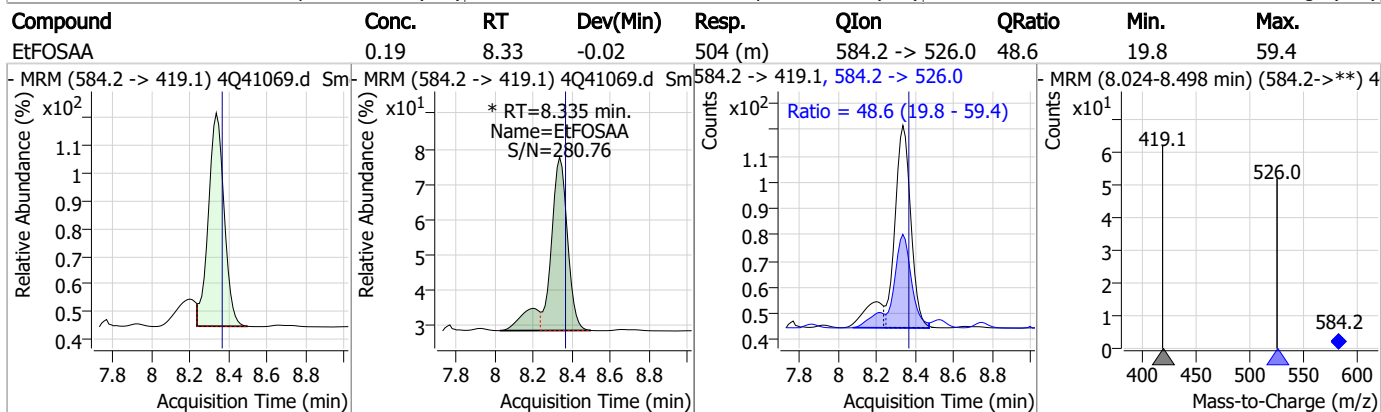 Compound Conc. RT Dev(Min) Resp. QIon QRatio Min. Max.
EtFOSAA 0.19 8.33 -0.02 504 (m) 584.2 -> 526.0 48.6 19.8 59.4
- MRM (584.2 -> 419.1) 4Q41069.d Sm
Relative Abundance (%)
x10²
1.1
1
0.9
0.8
0.7
0.6
0.5
0.4
7.8 8 8.2 8.4 8.6 8.8 9
Acquisition Time (min)
- MRM (584.2 -> 419.1) 4Q41069.d Sm
Relative Abundance (%)
x10¹
* RT=8.335 min.
Name=EtFOSAA
S/N=280.76
8
7
6
5
4
3
7.8 8 8.2 8.4 8.6 8.8 9
Acquisition Time (min)
584.2 -> 419.1, 584.2 -> 526.0
Counts
x10²
Ratio = 48.6 (19.8 - 59.4)
1.1
1
0.9
0.8
0.7
0.6
0.5
0.4
7.8 8 8.2 8.4 8.6 8.8 9
Acquisition Time (min)
- MRM (8.024-8.498 min) (584.2->**) 4
Counts
x10¹
419.1
526.0
584.2
6
5
4
3
2
1
0
400 450 500 550 600
Mass-to-Charge (m/z)